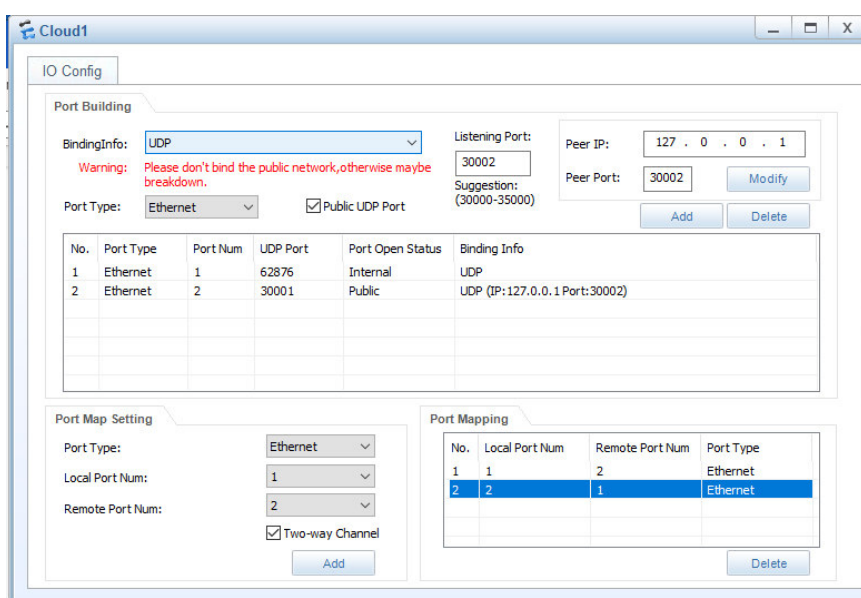 Cloud1
IO Config
Port Building
BindingInfo: UDP
Warning: Please don't bind the public network,otherwise maybe
breakdown.
Port Type: Ethernet Public UDP Port
Listening Port:
30002
Suggestion:
(30000-35000)
Peer IP: 127 . 0 . 0 . 1
Peer Port: 30002 Modify
Add Delete
No. Port Type Port Num UDP Port Port Open Status Binding Info
1 Ethernet 1 62876 Internal UDP
2 Ethernet 2 30001 Public UDP (IP:127.0.0.1 Port:30002)
Port Map Setting
Port Type: Ethernet
Local Port Num: 1
Remote Port Num: 2
Two-way Channel
Add
Port Mapping
No. Local Port Num Remote Port Num Port Type
1 1 2 Ethernet
2 2 1 Ethernet
Delete